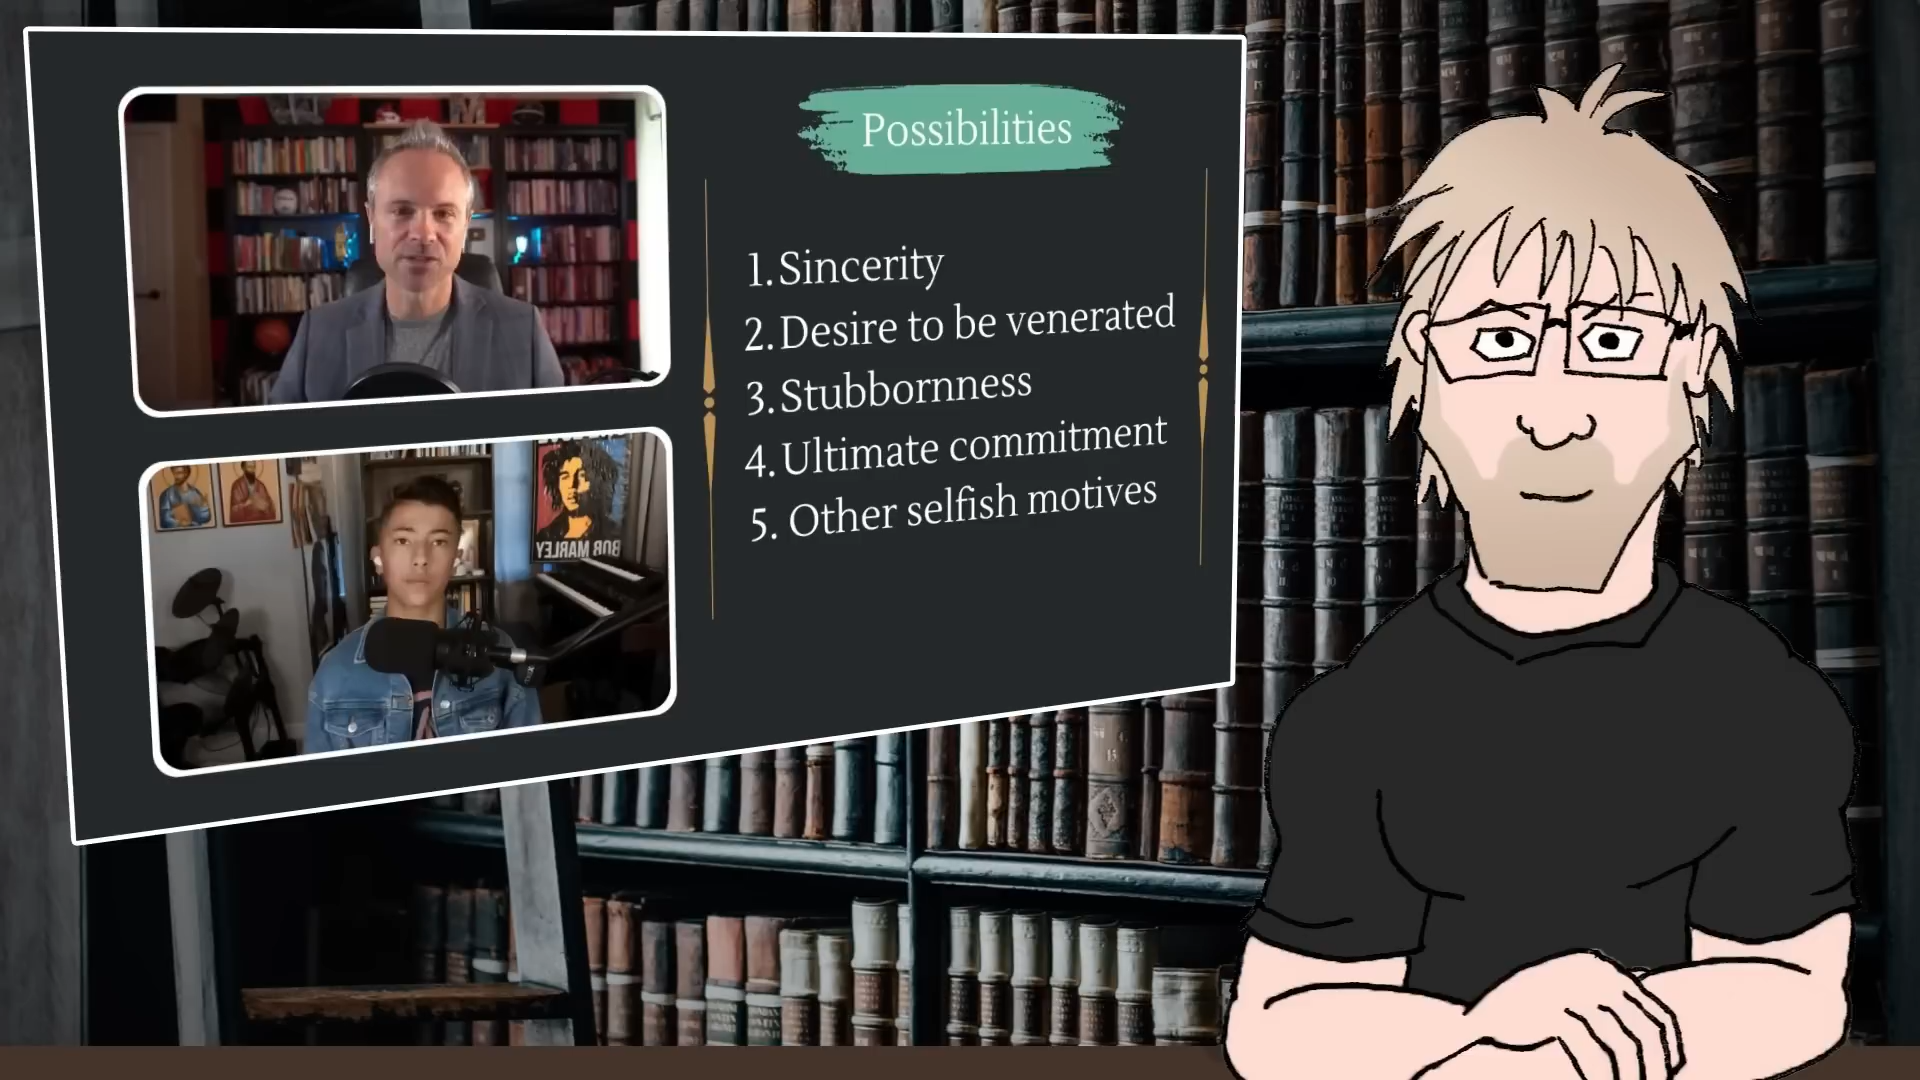 Possibilities
1. Sincerity
2. Desire to be venerated
3. Stubbornness
4. Ultimate commitment
5. Other selfish motives
BOB MARLEY